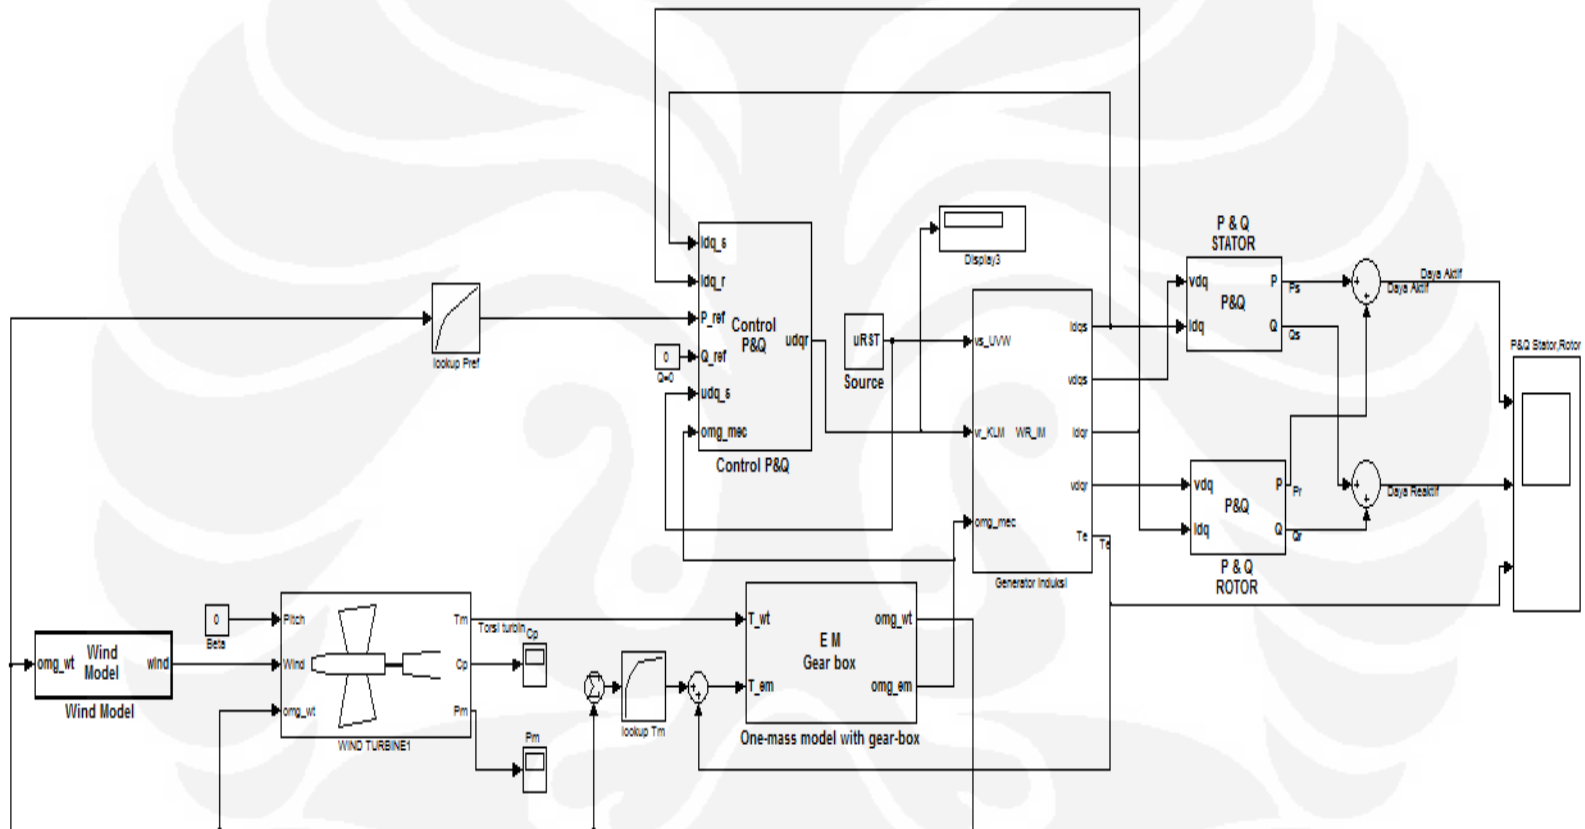 Idq_s
Idq_r
P_ref
Q_ref
udq_s
omg_mec
Control
P&Q
udqr
Control P&Q
lookup Pref
0
Q=0
uRST
Source
Display3
vs_UVW
vr_KLM
WR_IM
omg_mec
Idqs
vdqs
Idqr
vdqr
Te
Te
Generator Induksi
P & Q
STATOR
vdq
Idq
P&Q
P
Q
Ps
Qs
+
+
Daya Aktif
Daya Aktif
P&Q Stator,Rotor
vdq
Idq
P&Q
P
Q
Pr
Qr
P & Q
ROTOR
+
+
Daya Reaktif
omg_wt
Wind
Model
wind
Wind Model
0
Beta
Pitch
Wind
omg_wt
Tm
Cp
Pm
WIND TURBINE1
Torsi turbin
Cp
Pm
Σ
lookup Tm
+
+
T_wt
T_em
E M
Gear box
omg_wt
omg_em
One-mass model with gear-box